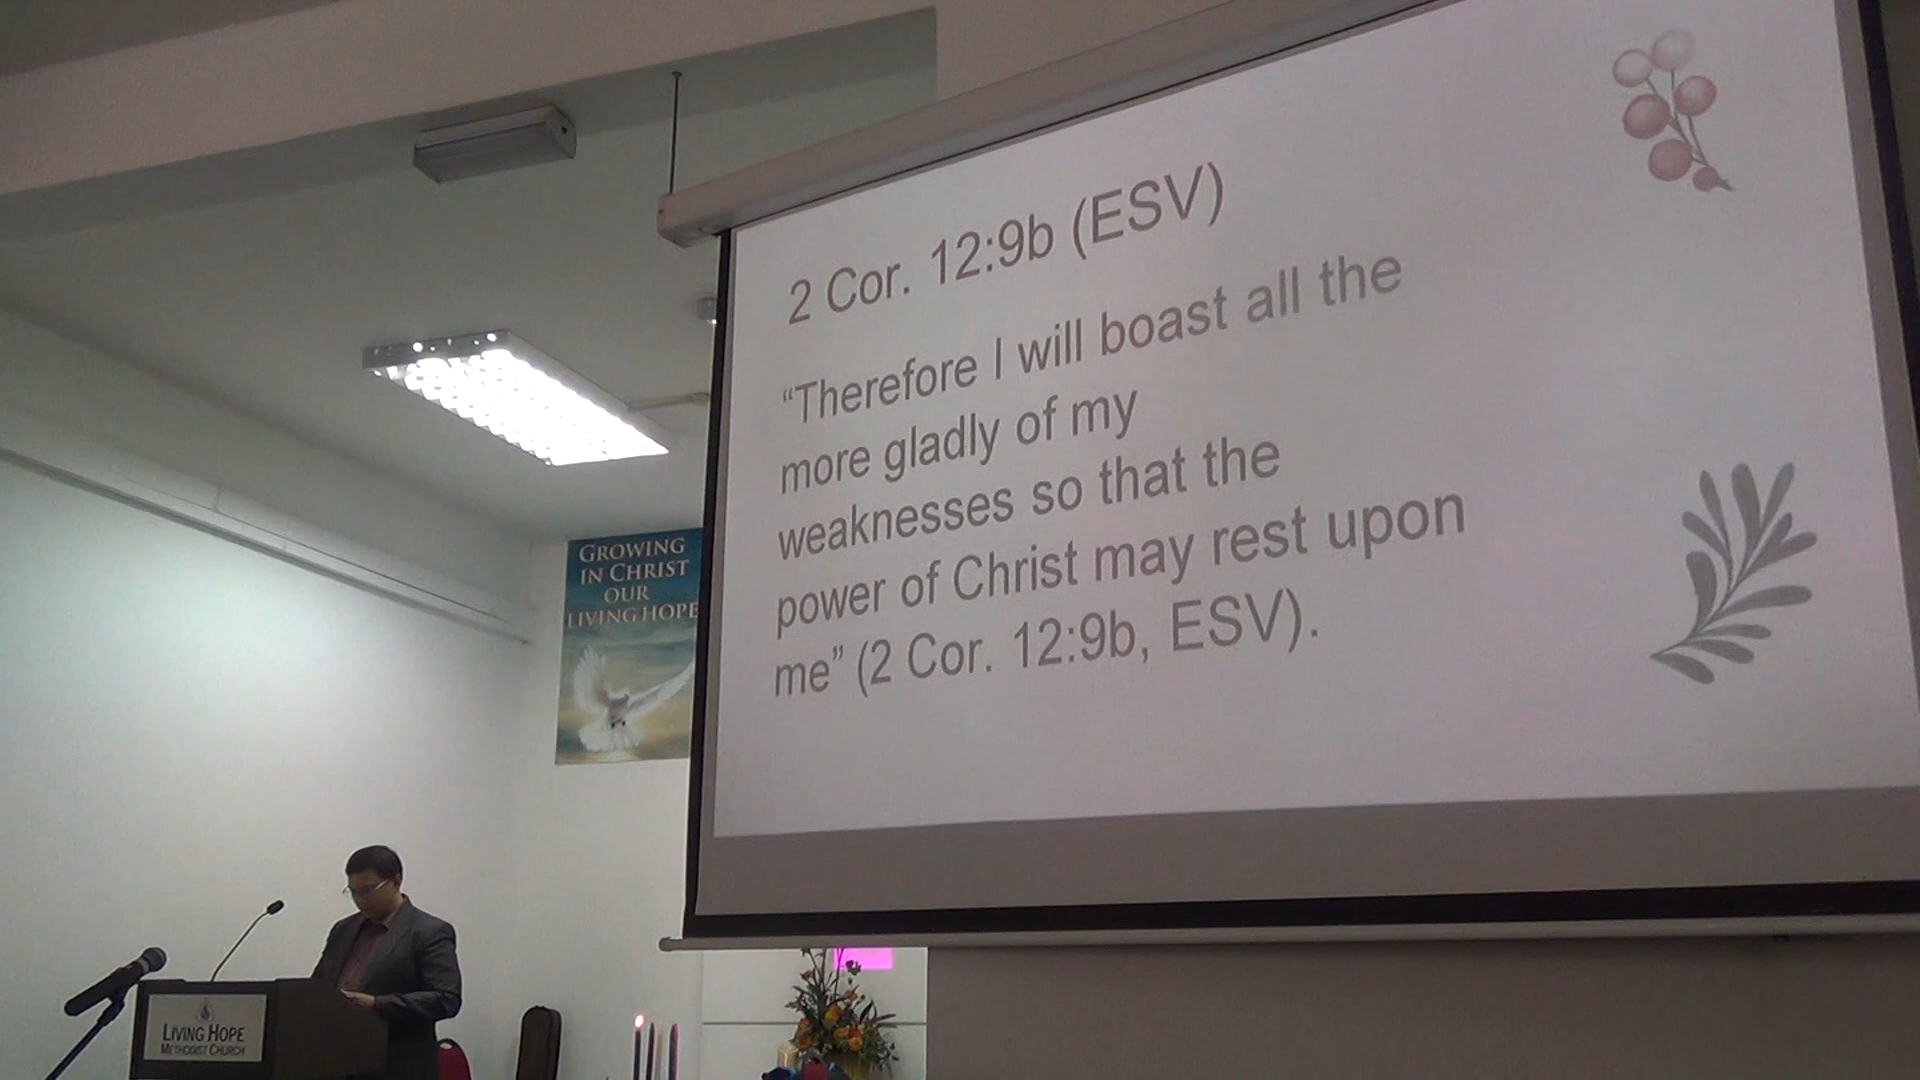 2 Cor. 12:9b (ESV)
“Therefore I will boast all the
more gladly of my
weaknesses so that the
power of Christ may rest upon
me” (2 Cor. 12:9b, ESV).
GROWING
IN CHRIST
OUR
LIVING HOPE
LIVING HOPE
METHODIST CHURCH